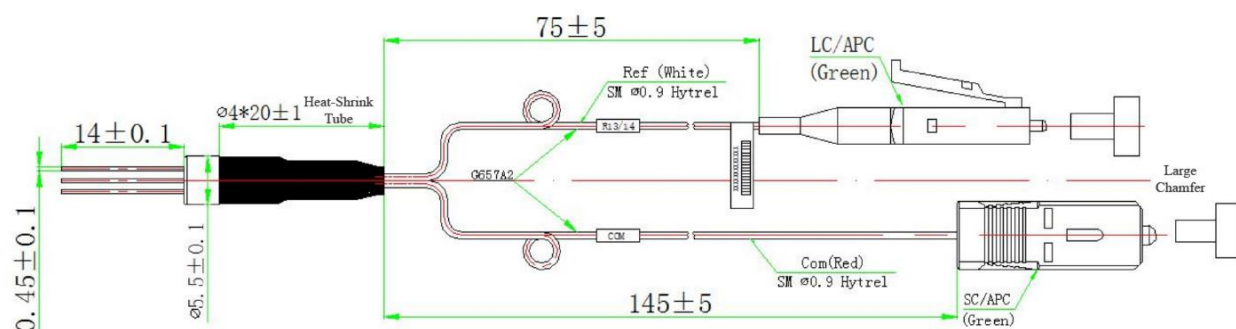 75±5
LC/APC
(Green)
Ref (White)
SM ø0.9 Hytrel
ø4*20±1 Heat-Shrink
Tube
14±0.1
R13/14
G657A2
XXXXXXXXXXX
Large
Chamfer
0.45±0.1
ø5.5±0.1
COM
Com(Red)
SM ø0.9 Hytrel
145±5
SC/APC
(Green)